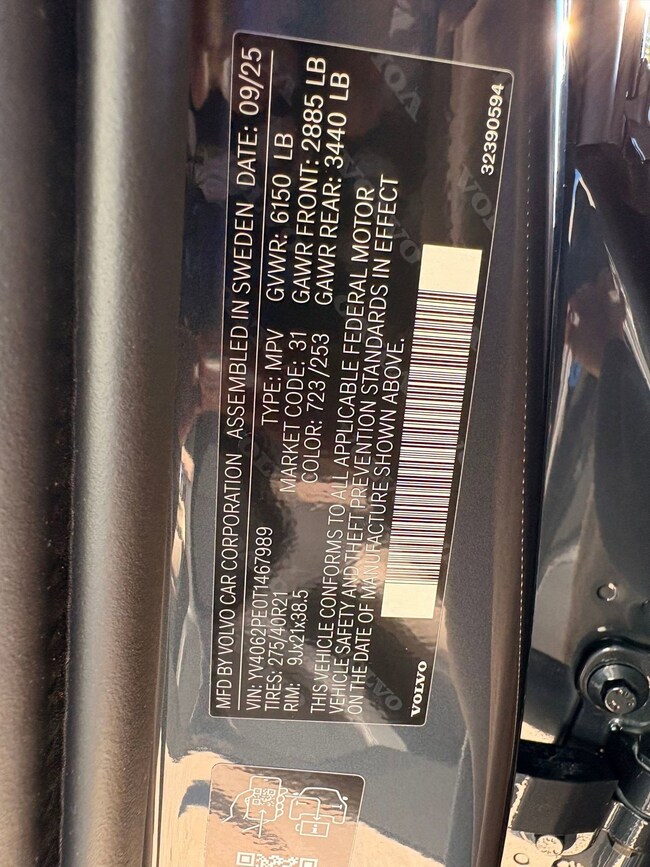 MFD BY VOLVO CAR CORPORATION ASSEMBLED IN SWEDEN DATE: 09/25
VIN: YV4062PE0T1467989 TYPE: MPV GVWR: 6150 LB
TIRES: 275/40R21 MARKET CODE: 31 GAWR FRONT: 2885 LB
RIM: 9Jx21x38.5 COLOR: 723 /253 GAWR REAR: 3440 LB
THIS VEHICLE CONFORMS TO ALL APPLICABLE FEDERAL MOTOR
VEHICLE SAFETY AND THEFT PREVENTION STANDARDS IN EFFECT
ON THE DATE OF MANUFACTURE SHOWN ABOVE.
VOLVO 32390594